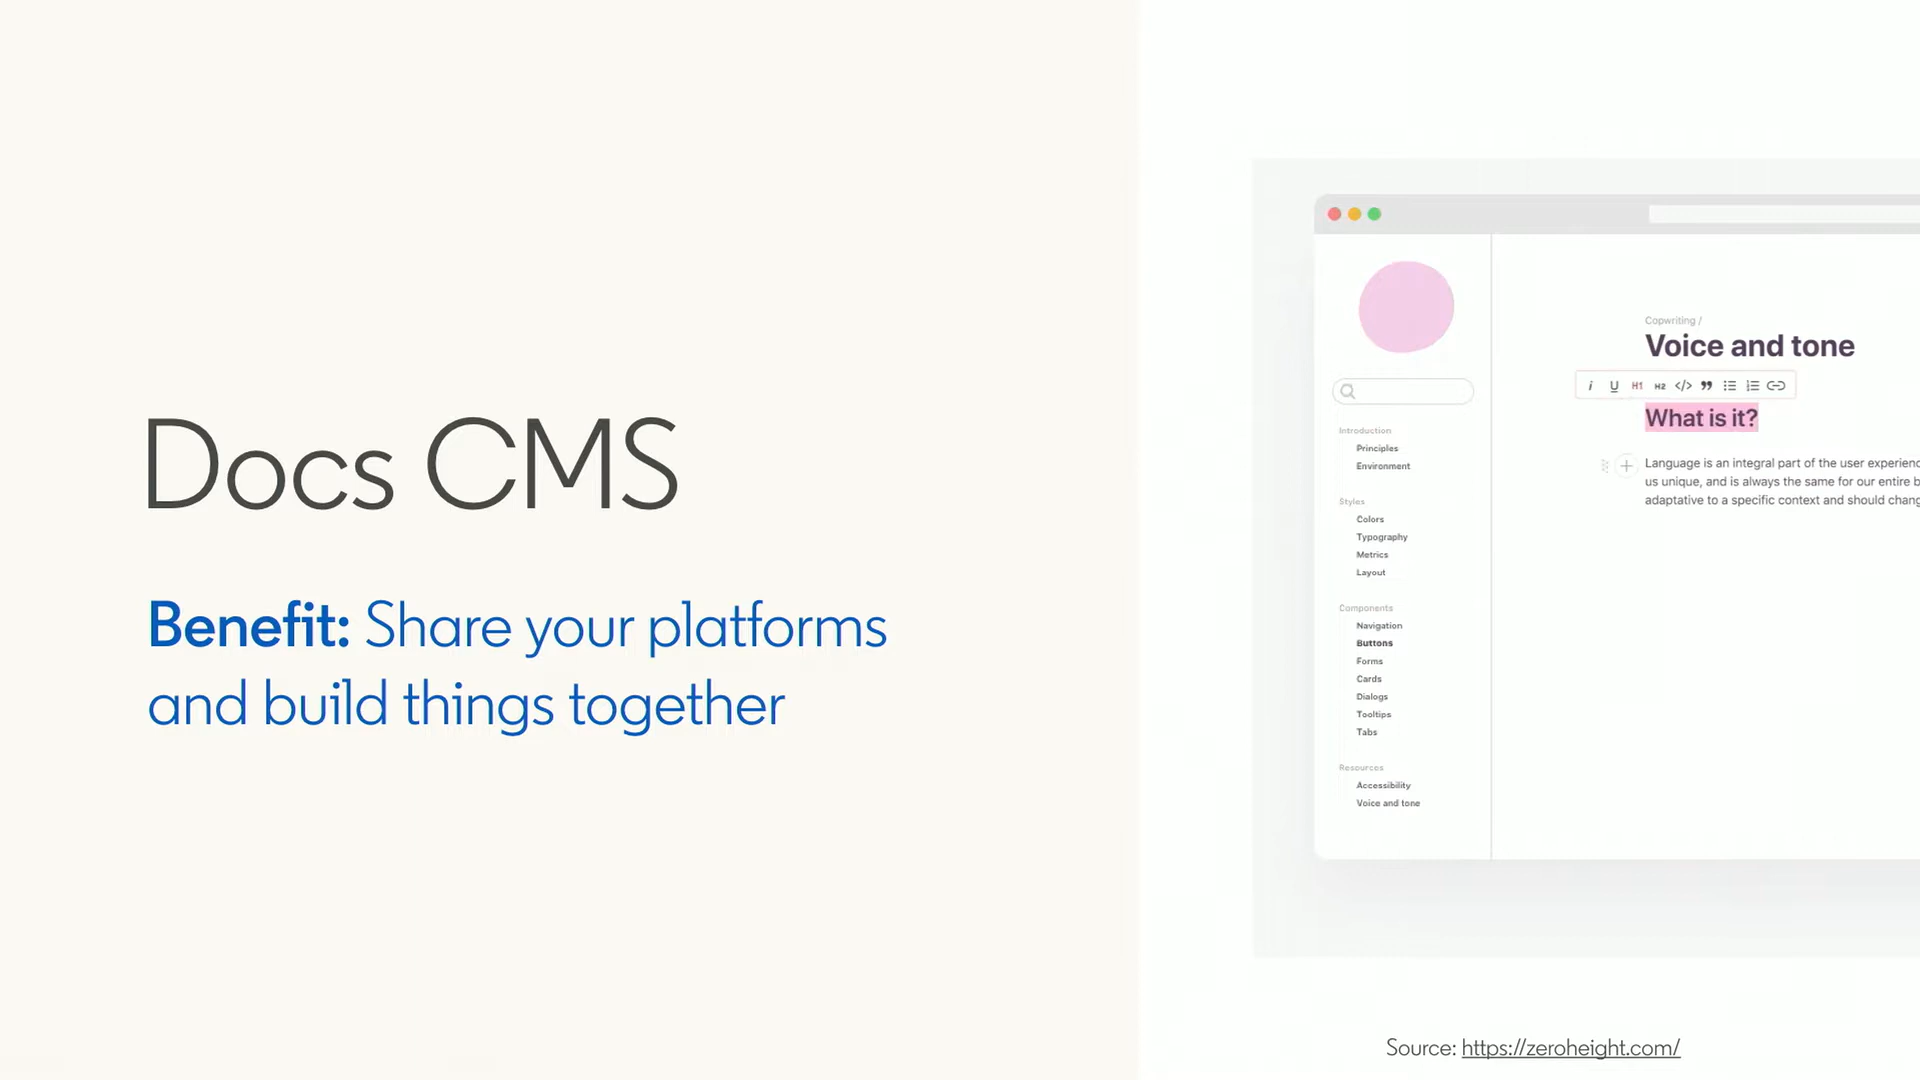 Docs CMS
Benefit: Share your platforms
and build things together
Introduction
Principles
Environment
Styles
Colors
Typography
Metrics
Layout
Components
Navigation
Buttons
Forms
Cards
Dialogs
Tooltips
Tabs
Resources
Accessibility
Voice and tone
Copwriting /
Voice and tone
i U H1 H2 </> ”
What is it?
Language is an integral part of the user experienc
us unique, and is always the same for our entire b
adaptative to a specific context and should chang
Source: https://zeroheight.com/